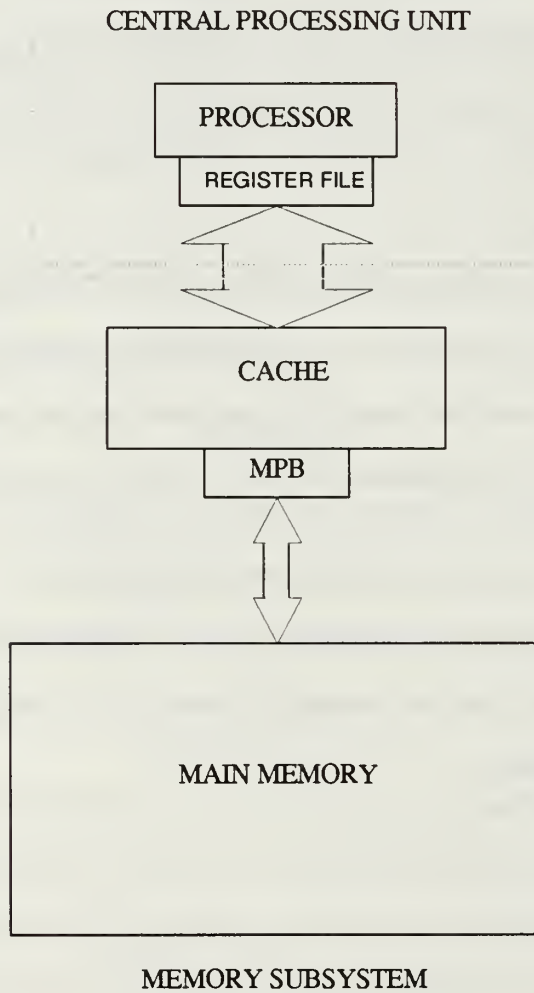 CENTRAL PROCESSING UNIT
PROCESSOR
REGISTER FILE
CACHE
MPB
MAIN MEMORY
MEMORY SUBSYSTEM